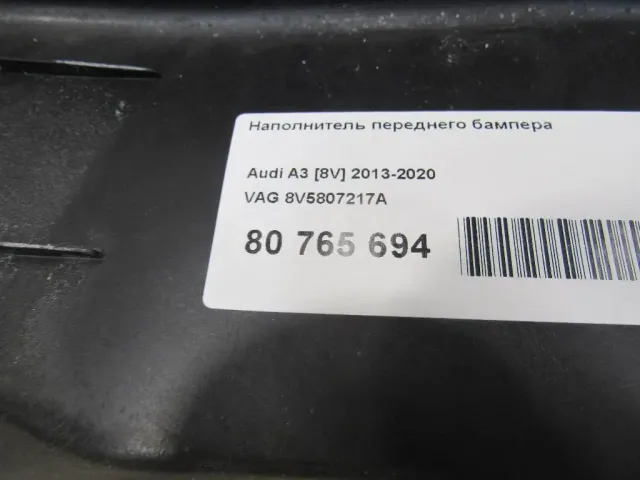 Наполнитель переднего бампера
Audi A3 [8V] 2013-2020
VAG 8V5807217A
80 765 694